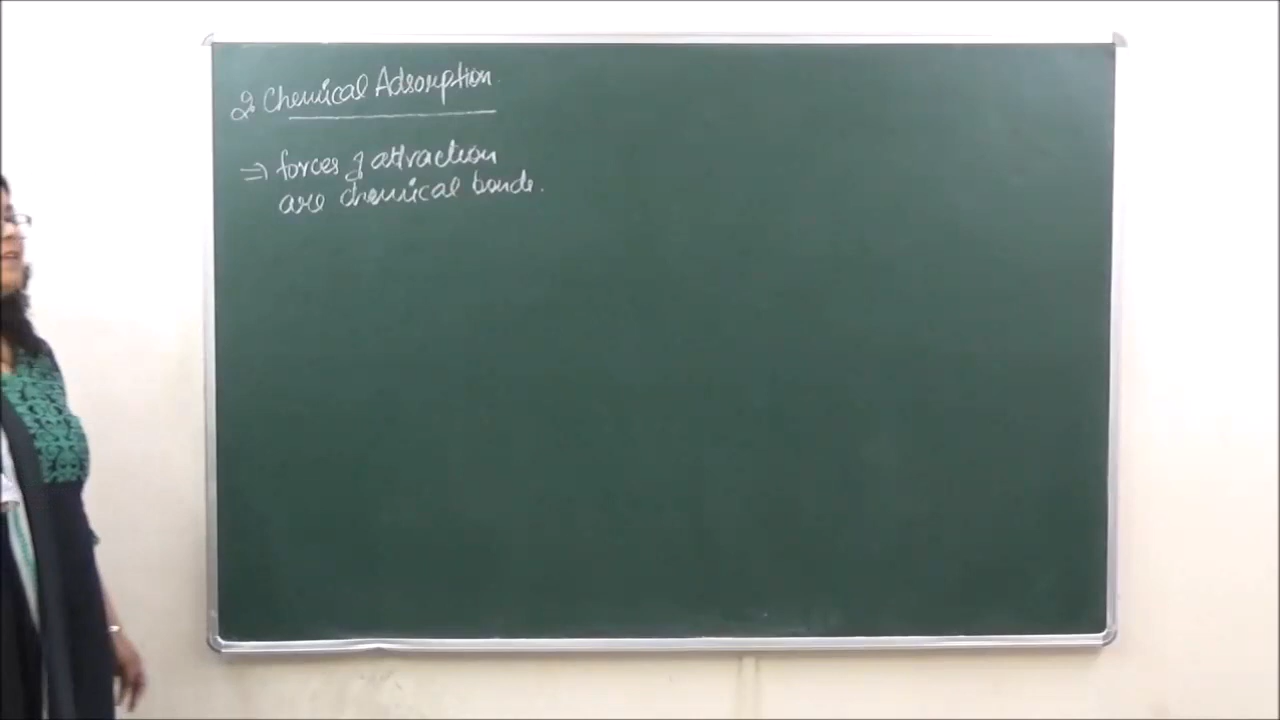 2. Chemical Adsorption
⇒ forces of attraction
are chemical bonds.